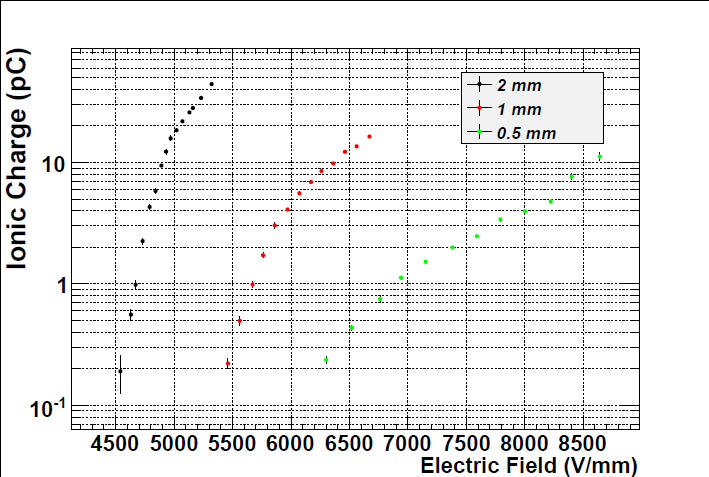 Ionic Charge (pC)
2 mm
1 mm
0.5 mm
10
1
10⁻¹
4500 5000 5500 6000 6500 7000 7500 8000 8500
Electric Field (V/mm)